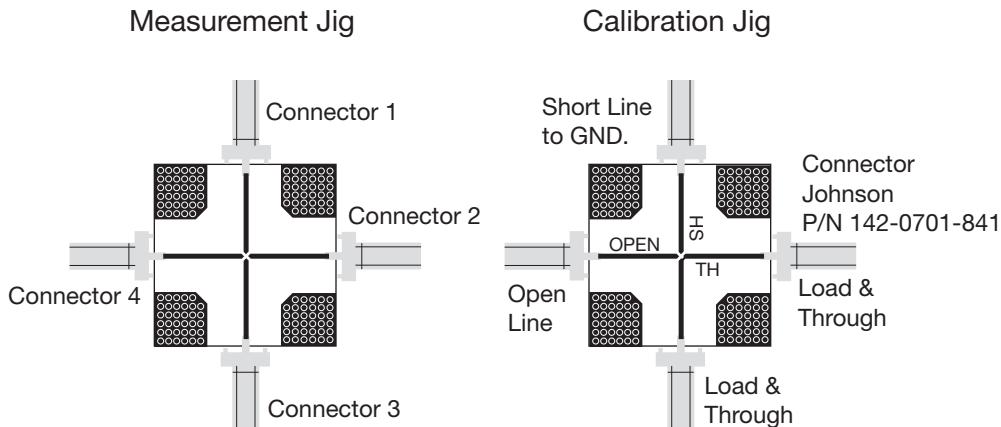 Measurement Jig
Connector 1
Connector 2
Connector 4
Connector 3
Calibration Jig
Short Line
to GND.
Connector
Johnson
P/N 142-0701-841
HS
OPEN
TH
Open
Line
Load &
Through
Load &
Through